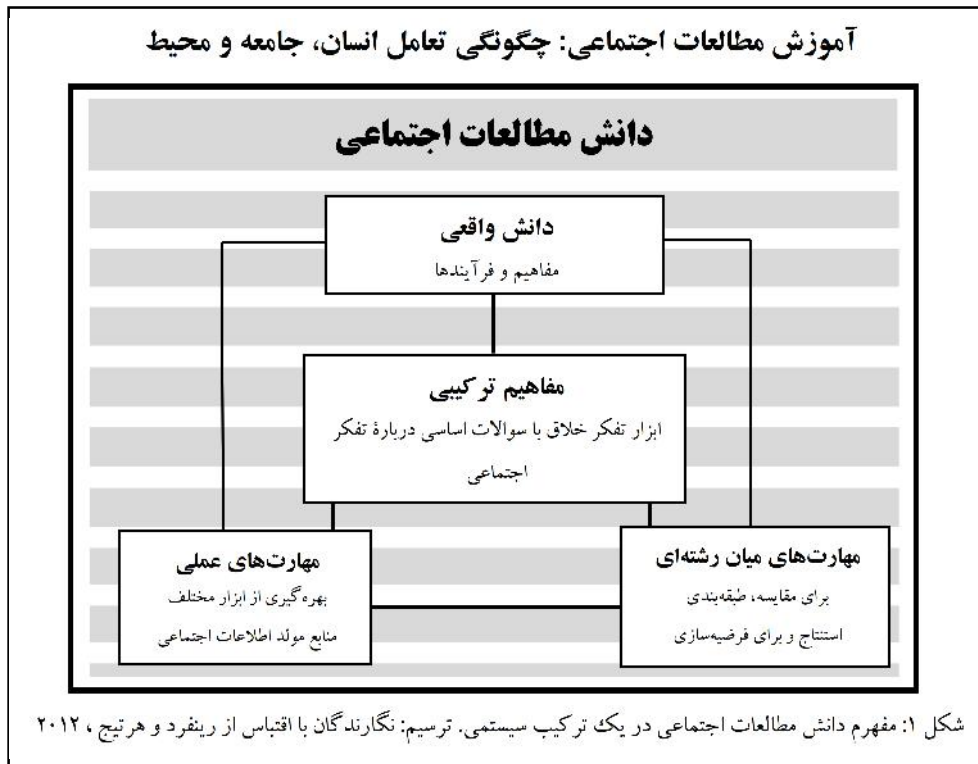 آموزش مطالعات اجتماعی: چگونگی تعامل انسان، جامعه و محیط
دانش مطالعات اجتماعی
دانش واقعی
مفاهیم و فرآیندها
مفاهیم ترکیبی
ابزار تفکر خلاق با سوالات اساسی دربارهٔ تفکر
اجتماعی
مهارت‌های میان رشته‌ای
برای مقایسه، طبقه‌بندی
استنتاج و برای فرضیه‌سازی
مهارت‌های عملی
بهره‌گیری از ابزار مختلف
منابع مولد اطلاعات اجتماعی
شکل ۱: مفهرم دانش مطالعات اجتماعی در یک ترکیب سیستمی. ترسیم: نگارندگان با اقتباس از رینفرد و هرتیج ، ۲۰۱۲